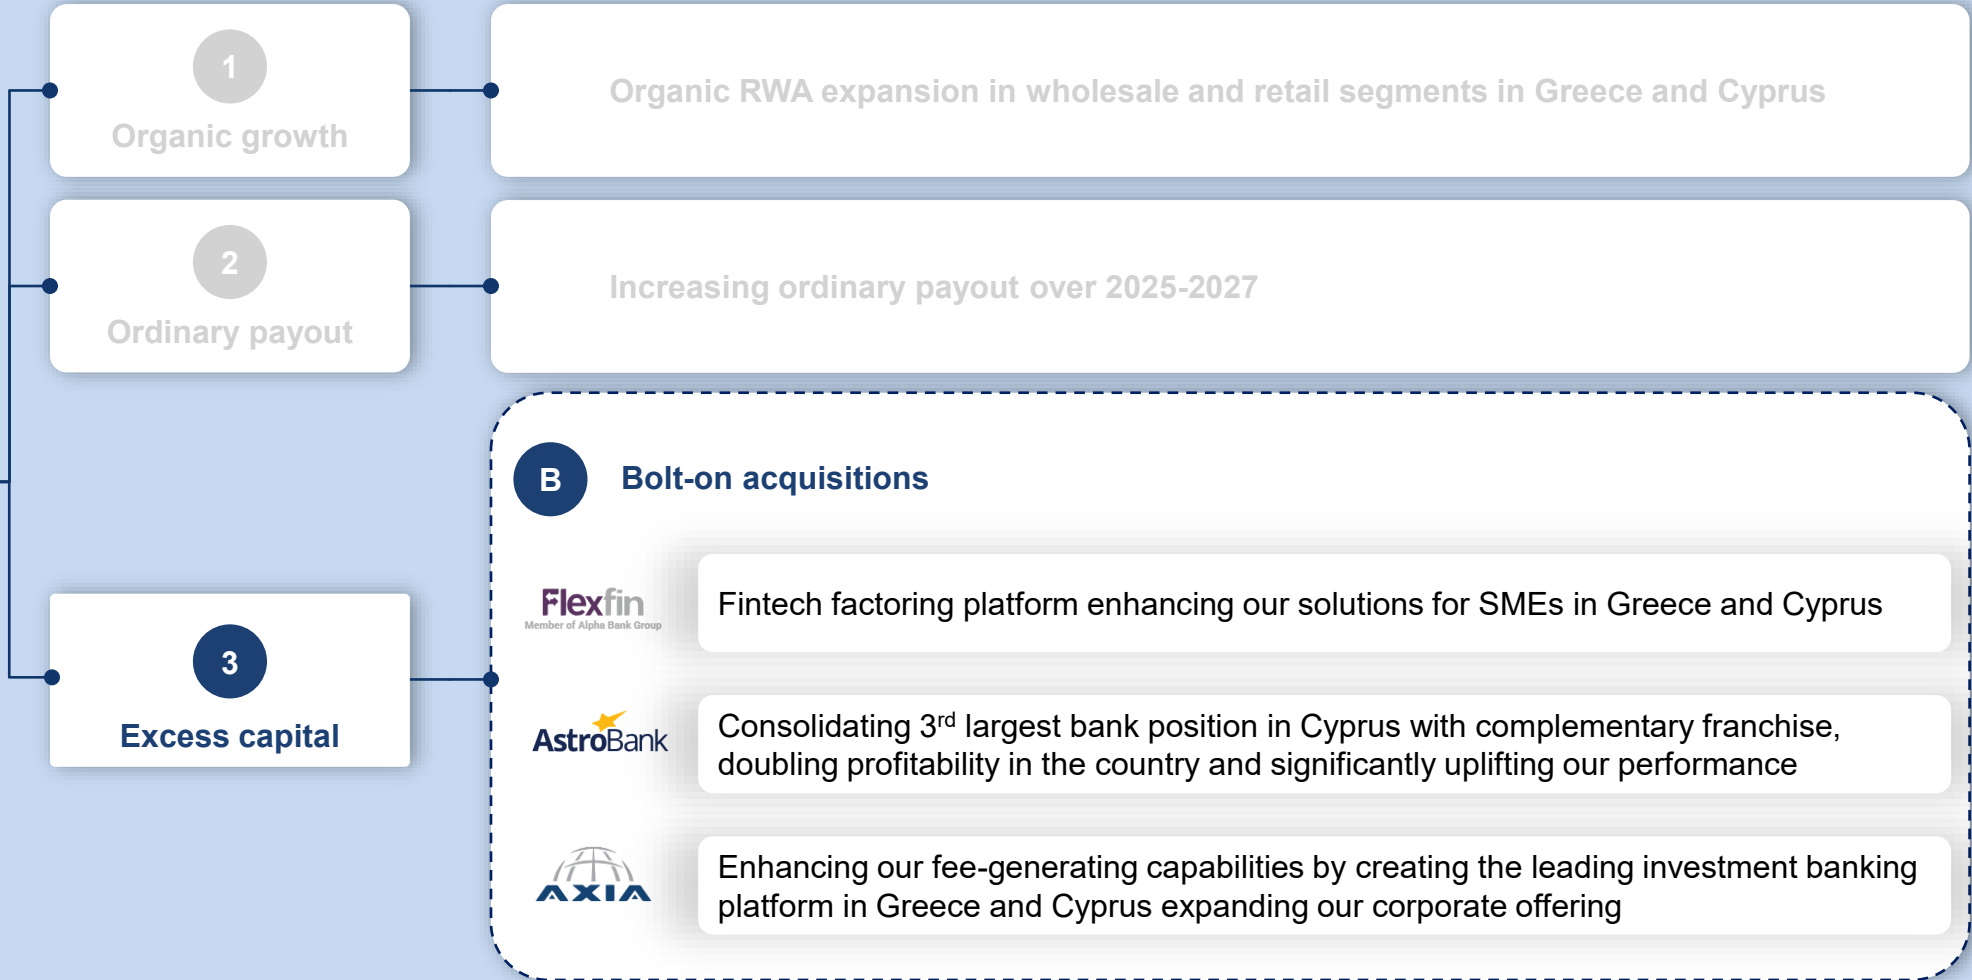 1
Organic growth
Organic RWA expansion in wholesale and retail segments in Greece and Cyprus
2
Ordinary payout
Increasing ordinary payout over 2025-2027
3
Excess capital
B
Bolt-on acquisitions
Flexfin
Member of Alpha Bank Group
Fintech factoring platform enhancing our solutions for SMEs in Greece and Cyprus
AstroBank
Consolidating 3rd largest bank position in Cyprus with complementary franchise,
doubling profitability in the country and significantly uplifting our performance
AXIA
Enhancing our fee-generating capabilities by creating the leading investment banking
platform in Greece and Cyprus expanding our corporate offering